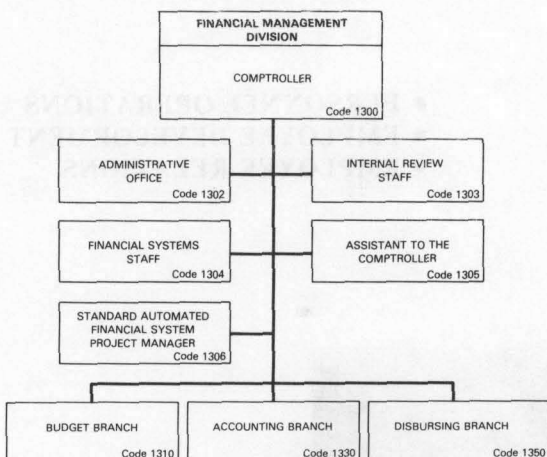 FINANCIAL MANAGEMENT
DIVISION
COMPTROLLER
Code 1300
ADMINISTRATIVE
OFFICE
Code 1302
INTERNAL REVIEW
STAFF
Code 1303
FINANCIAL SYSTEMS
STAFF
Code 1304
ASSISTANT TO THE
COMPTROLLER
Code 1305
STANDARD AUTOMATED
FINANCIAL SYSTEM
PROJECT MANAGER
Code 1306
BUDGET BRANCH
Code 1310
ACCOUNTING BRANCH
Code 1330
DISBURSING BRANCH
Code 1350